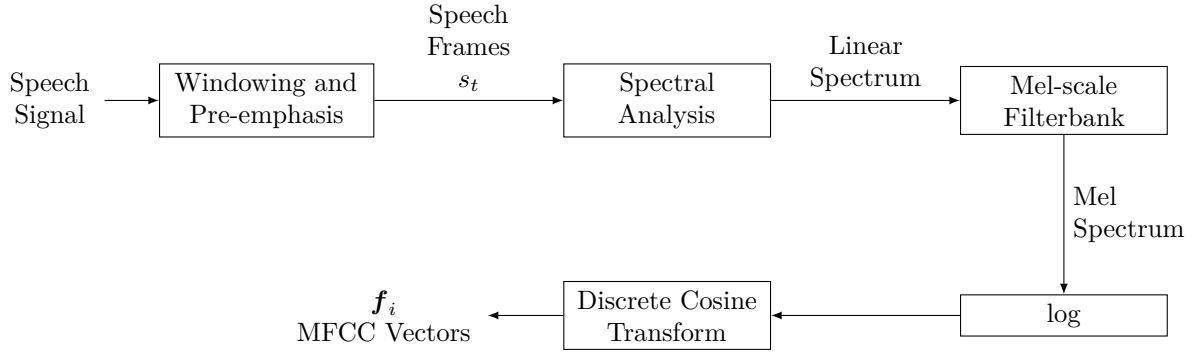 Speech
Signal
Windowing and
Pre-emphasis
Speech
Frames
s_t
Spectral
Analysis
Linear
Spectrum
Mel-scale
Filterbank
Mel
Spectrum
log
Discrete Cosine
Transform
f_i
MFCC Vectors